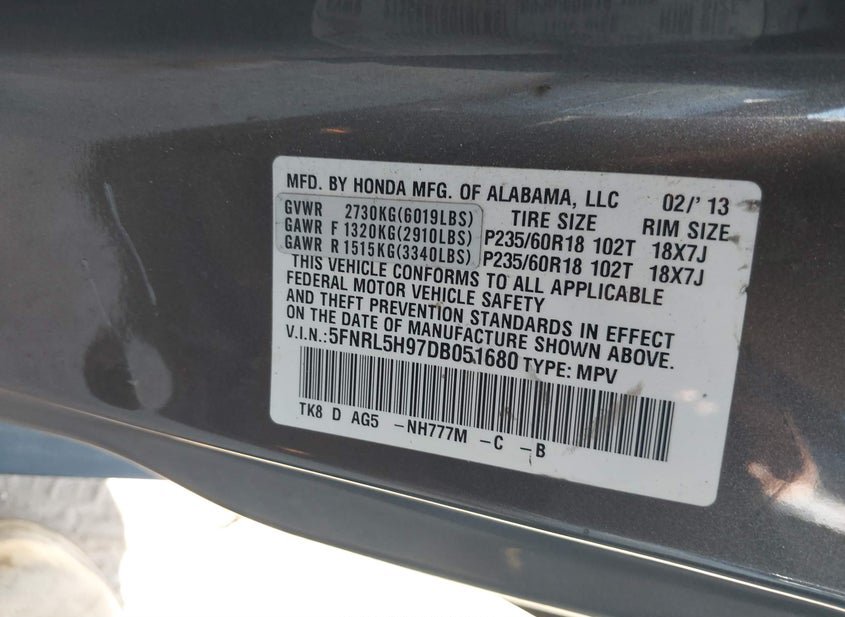 MFD. BY HONDA MFG. OF ALABAMA, LLC 02/'13
GVWR 2730KG(6019LBS) TIRE SIZE RIM SIZE
GAWR F 1320KG(2910LBS) P235/60R18 102T 18X7J
GAWR R 1515KG(3340LBS) P235/60R18 102T 18X7J
THIS VEHICLE CONFORMS TO ALL APPLICABLE
FEDERAL MOTOR VEHICLE SAFETY
AND THEFT PREVENTION STANDARDS IN EFFECT
ON THE DATE OF MANUFACTURE SHOWN ABOVE.
V.I.N.:5FNRL5H97DB051680 TYPE: MPV
TK8 D AG5 -NH777M -C -B